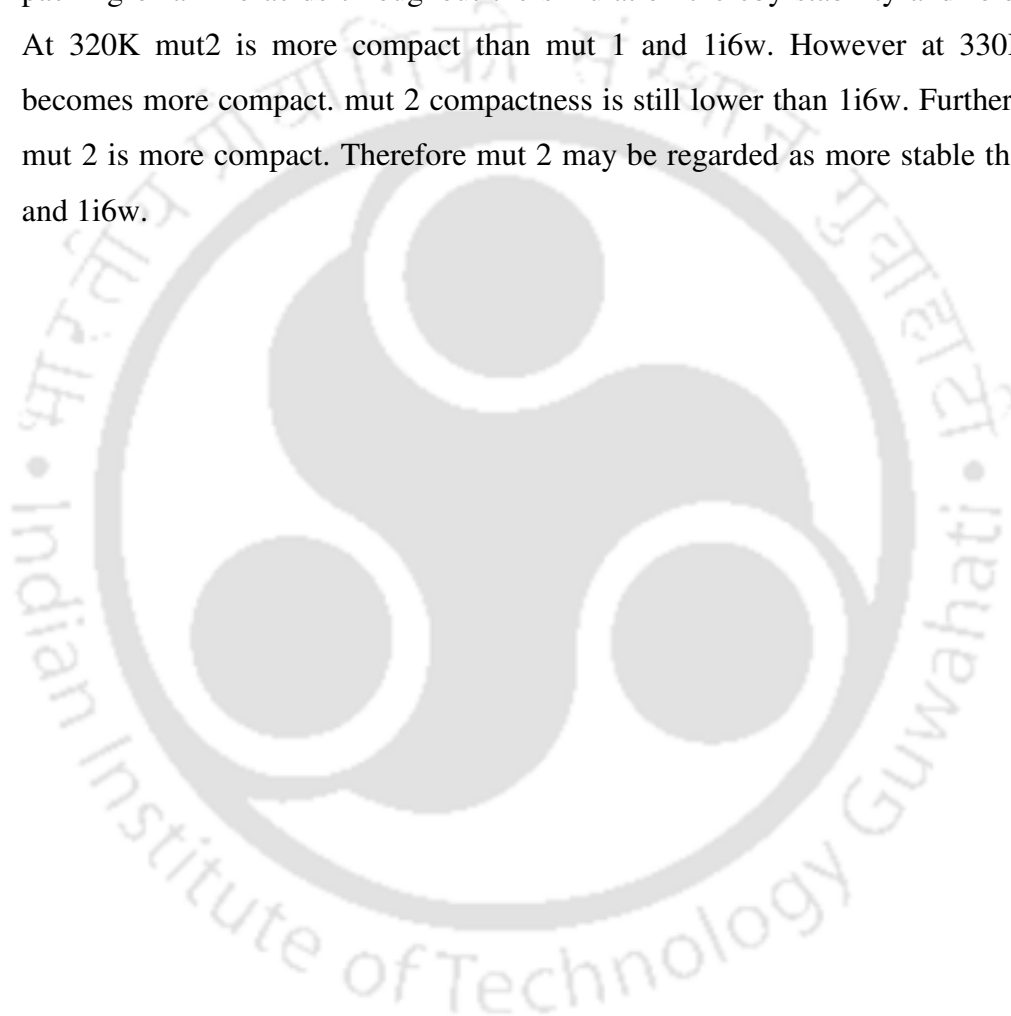 At 320K mut2 is more compact than mut 1 and 1i6w. However at 330
becomes more compact. mut 2 compactness is still lower than 1i6w. Further
mut 2 is more compact. Therefore mut 2 may be regarded as more stable th
and 1i6w.
भारतीय प्रौद्योगिकी संस्थान गुवाहाटी
Indian Institute of Technology Guwahati